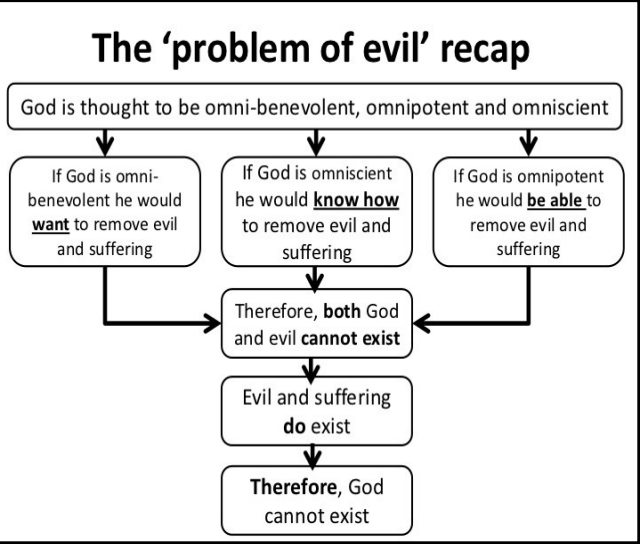 The ‘problem of evil’ recap
God is thought to be omni-benevolent, omnipotent and omniscient
If God is omni-
benevolent he would
want to remove evil
and suffering
If God is omniscient
he would know how
to remove evil and
suffering
If God is omnipotent
he would be able to
remove evil and
suffering
Therefore, both God
and evil cannot exist
Evil and suffering
do exist
Therefore, God
cannot exist